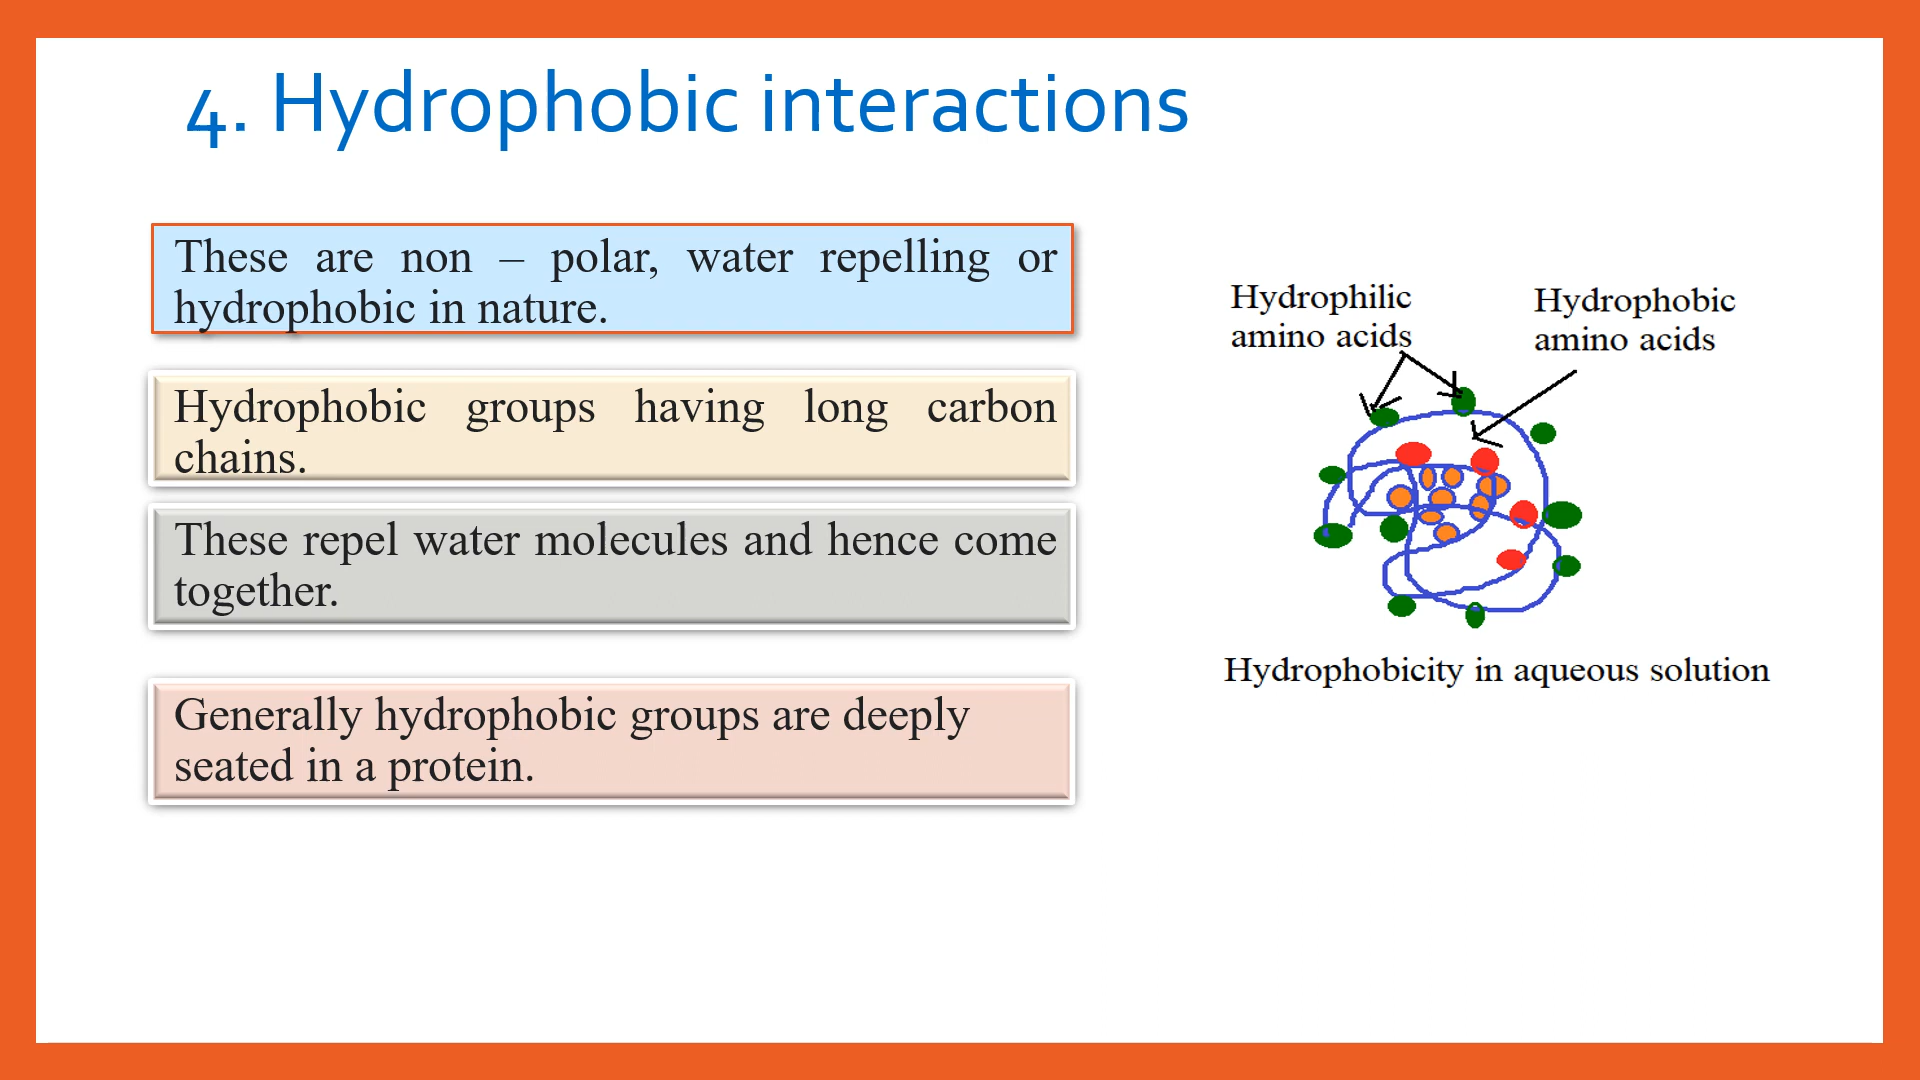 4. Hydrophobic interactions
These are non – polar, water repelling or
hydrophobic in nature.
Hydrophobic groups having long carbon
chains.
These repel water molecules and hence come
together.
Generally hydrophobic groups are deeply
seated in a protein.
Hydrophilic
amino acids
Hydrophobic
amino acids
Hydrophobicity in aqueous solution